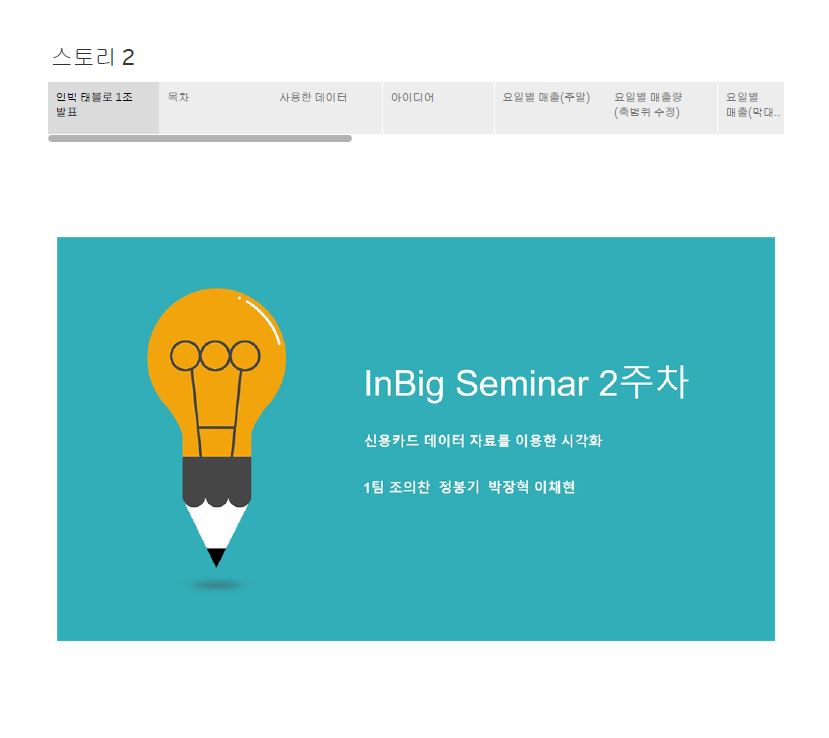 스토리 2
인빅 태블로 1조
발표
목차
사용한 데이터
아이디어
요일별 매출(주말)
요일별 매출량
(축범위 수정)
요일별
매출(막대..
InBig Seminar 2주차
신용카드 데이터 자료를 이용한 시각화
1팀 조의찬 정봉기 박장혁 이채현